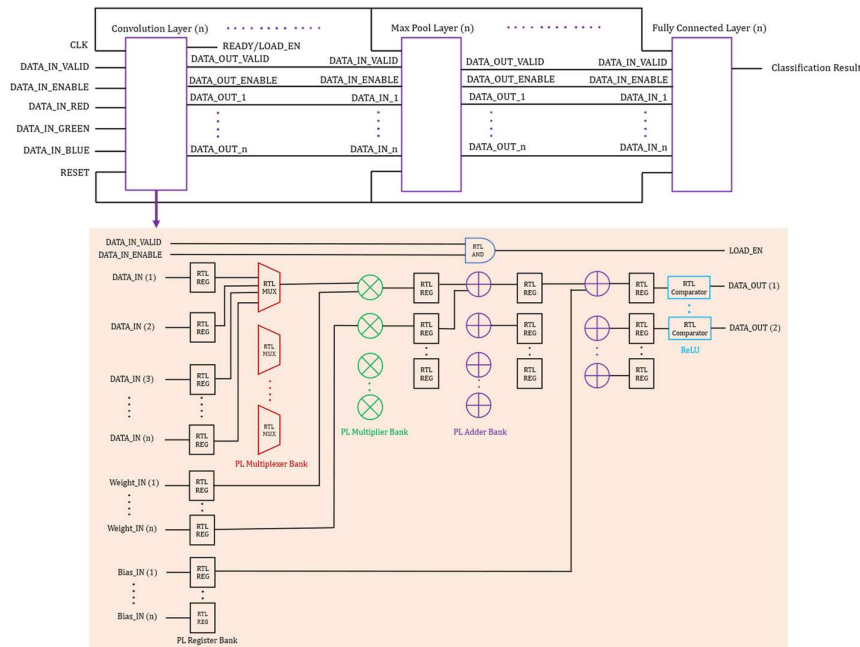 Convolution Layer (n)
Max Pool Layer (n)
Fully Connected Layer (n)
CLK
READY/LOAD_EN
DATA_IN_VALID
DATA_OUT_VALID
DATA_IN_VALID
DATA_OUT_VALID
DATA_IN_VALID
Classification Result
DATA_IN_ENABLE
DATA_OUT_ENABLE
DATA_IN_ENABLE
DATA_OUT_ENABLE
DATA_IN_ENABLE
DATA_IN_RED
DATA_OUT_1
DATA_IN_1
DATA_OUT_1
DATA_IN_1
DATA_IN_GREEN
DATA_IN_BLUE
DATA_OUT_n
DATA_IN_n
DATA_OUT_n
DATA_IN_n
RESET
DATA_IN_VALID
DATA_IN_ENABLE
RTL
AND
LOAD_EN
DATA_IN (1)
RTL
REG
RTL
MUX
RTL
REG
RTL
REG
RTL
REG
RTL
Comparator
DATA_OUT (1)
DATA_IN (2)
RTL
REG
RTL
MUX
RTL
REG
RTL
REG
RTL
REG
RTL
Comparator
DATA_OUT (2)
ReLU
DATA_IN (3)
RTL
REG
RTL
REG
RTL
REG
RTL
REG
DATA_IN (n)
RTL
REG
RTL
MUX
PL Multiplexer Bank
PL Multiplier Bank
PL Adder Bank
Weight_IN (1)
RTL
REG
Weight_IN (n)
RTL
REG
Bias_IN (1)
RTL
REG
Bias_IN (n)
RTL
REG
PL Register Bank